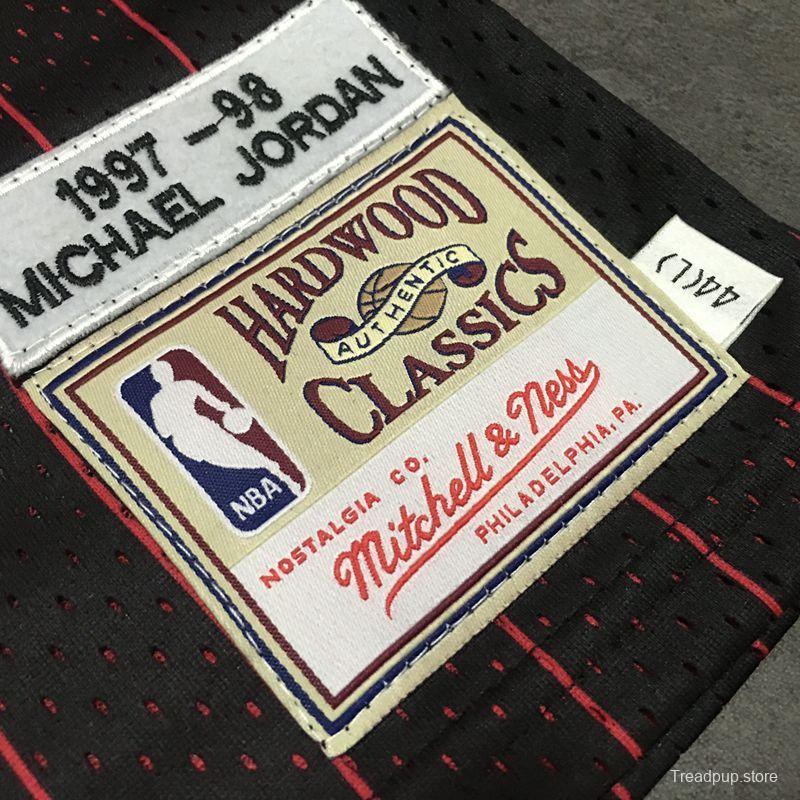 1997 -98
MICHAEL JORDAN
HARDWOOD
AUTHENTIC
CLASSICS
NBA
NOSTALGIA CO.
Mitchell & Ness
PHILADELPHIA, PA.
44(L)
Treadpup.store